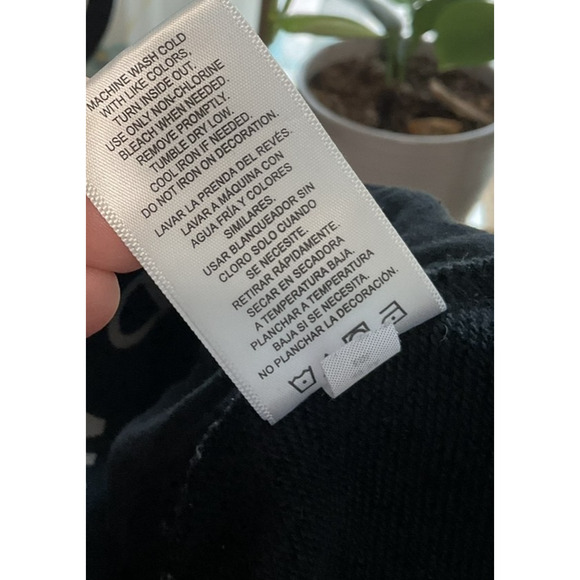 MACHINE WASH COLD
WITH LIKE COLORS,
TURN INSIDE OUT.
USE ONLY NON-CHLORINE
BLEACH WHEN NEEDED.
REMOVE PROMPTLY.
TUMBLE DRY LOW.
COOL IRON IF NEEDED.
DO NOT IRON ON DECORATION.
LAVAR LA PRENDA DEL REVÉS.
LAVAR A MÁQUINA CON
AGUA FRÍA Y COLORES
SIMILARES.
USAR BLANQUEADOR SIN
CLORO SOLO CUANDO
SE NECESITE.
RETIRAR RÁPIDAMENTE.
SECAR EN SECADORA
A TEMPERATURA BAJA.
PLANCHAR A TEMPERATURA
BAJA SI SE NECESITA.
NO PLANCHAR LA DECORACIÓN.